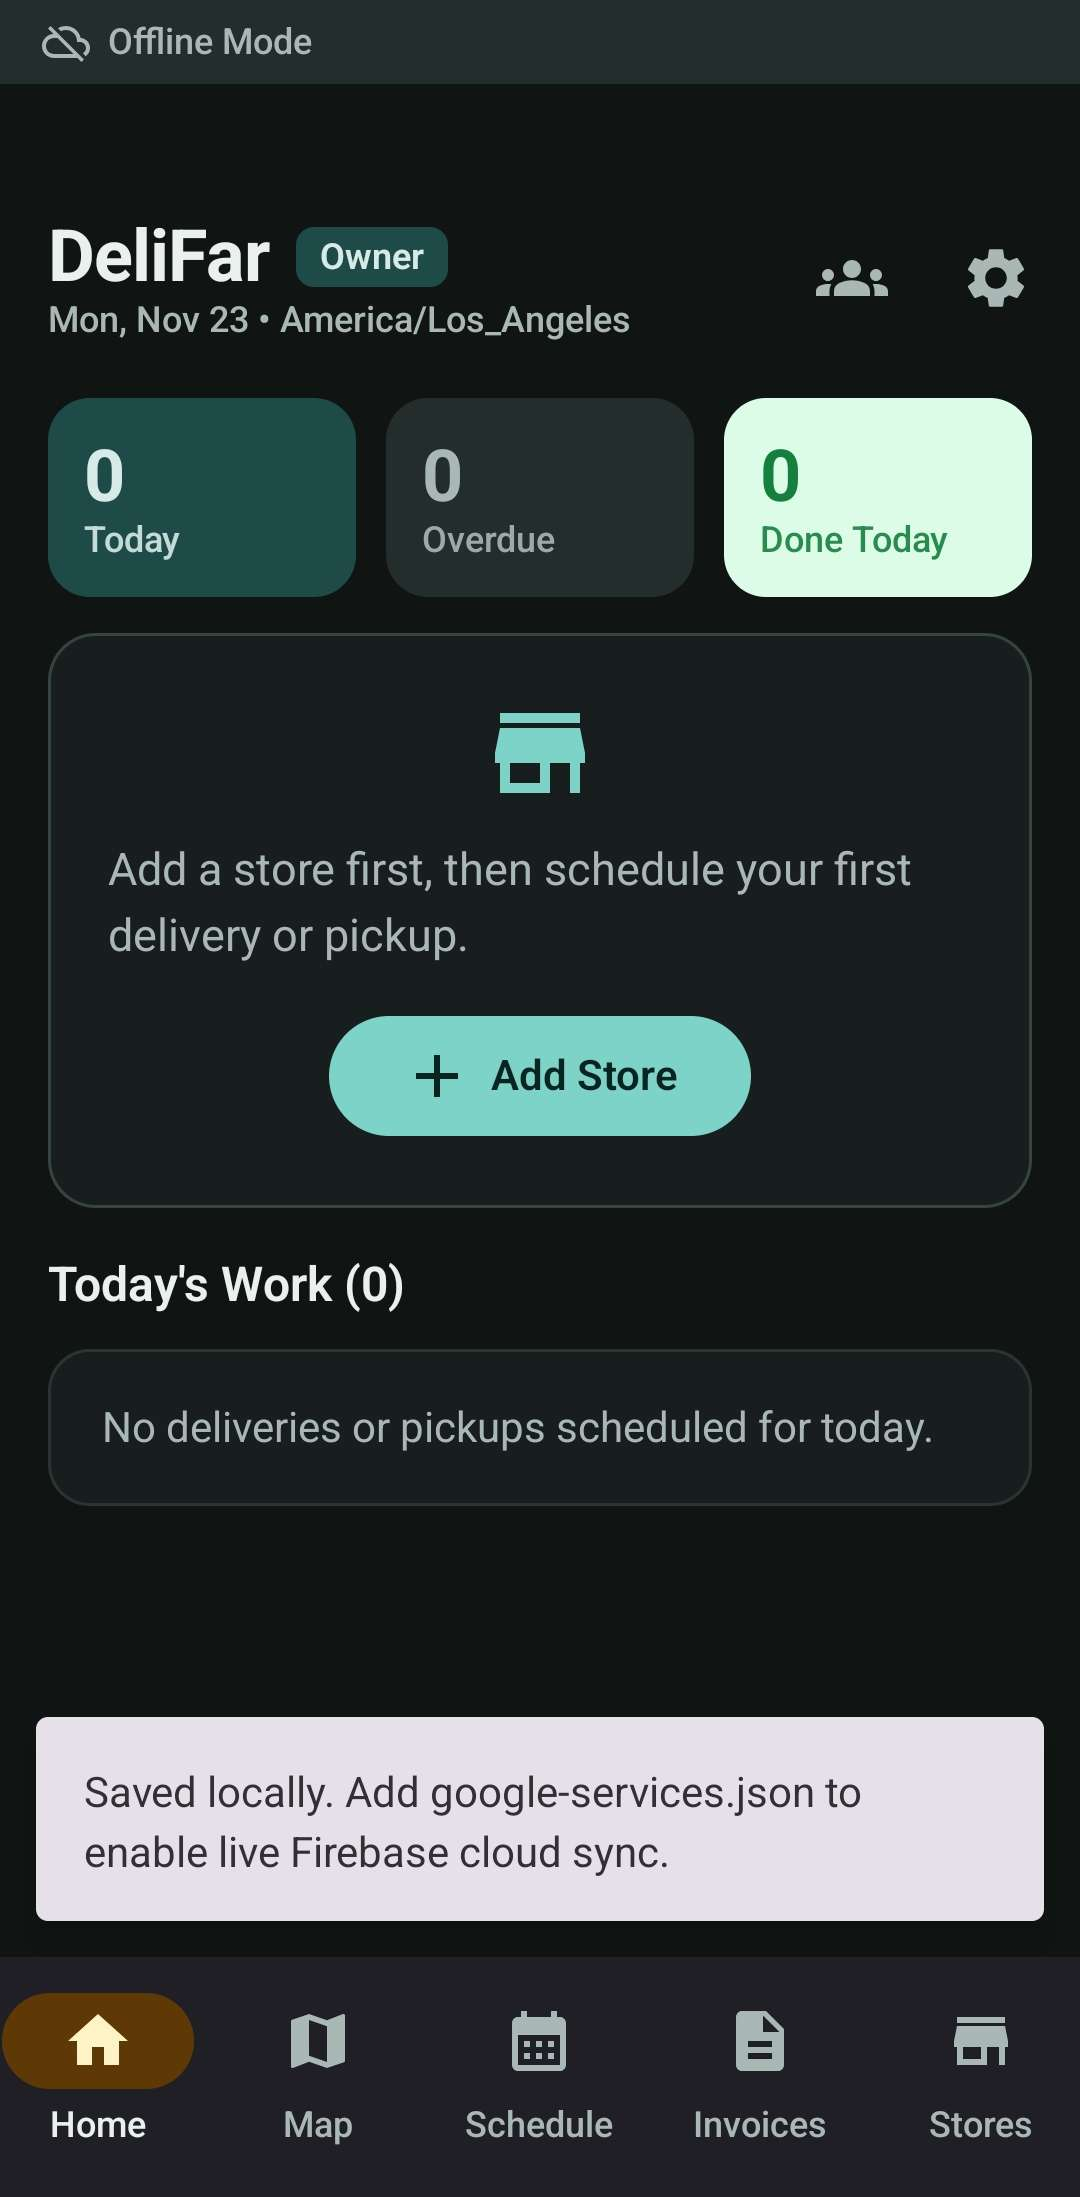 Offline Mode
DeliFar
Owner
Mon, Nov 23 • America/Los_Angeles
0
Today
0
Overdue
0
Done Today
Add a store first, then schedule your first
delivery or pickup.
Add Store
Today's Work (0)
No deliveries or pickups scheduled for today.
Saved locally. Add google-services.json to
enable live Firebase cloud sync.
Home
Map
Schedule
Invoices
Stores